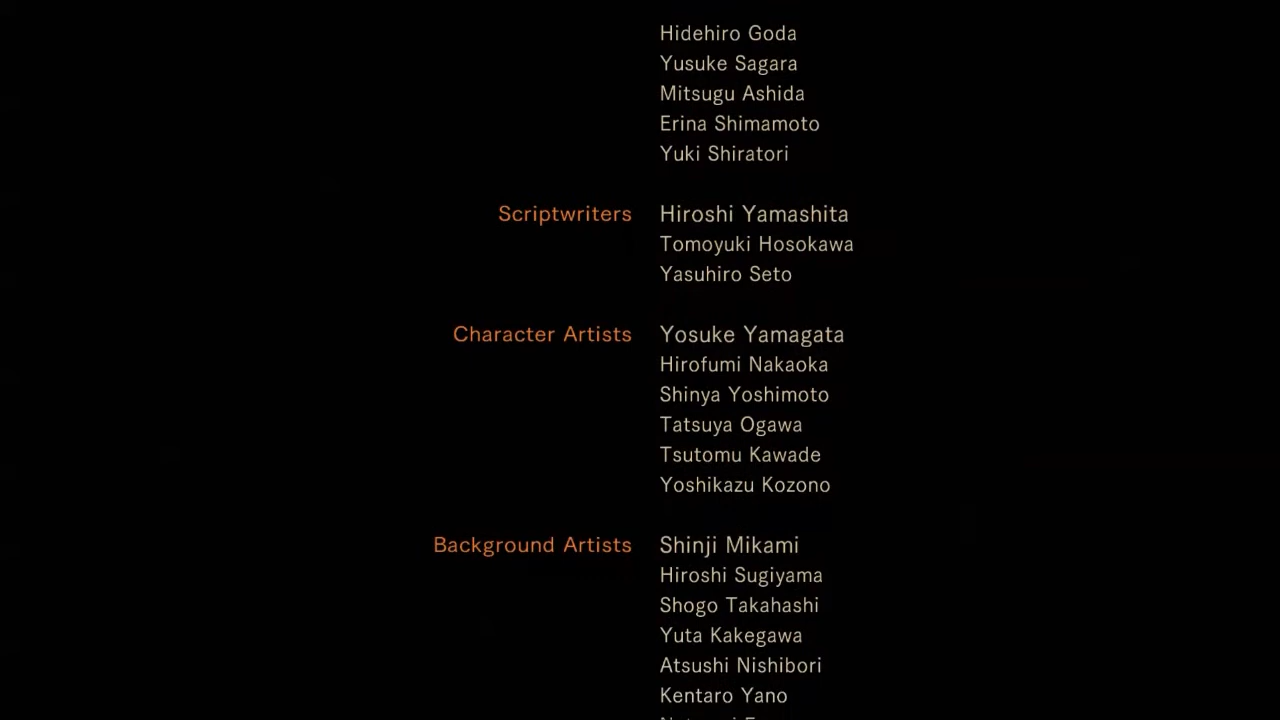 Hidehiro Goda
Yusuke Sagara
Mitsugu Ashida
Erina Shimamoto
Yuki Shiratori
Scriptwriters Hiroshi Yamashita
Tomoyuki Hosokawa
Yasuhiro Seto
Character Artists Yosuke Yamagata
Hirofumi Nakaoka
Shinya Yoshimoto
Tatsuya Ogawa
Tsutomu Kawade
Yoshikazu Kozono
Background Artists Shinji Mikami
Hiroshi Sugiyama
Shogo Takahashi
Yuta Kakegawa
Atsushi Nishibori
Kentaro Yano